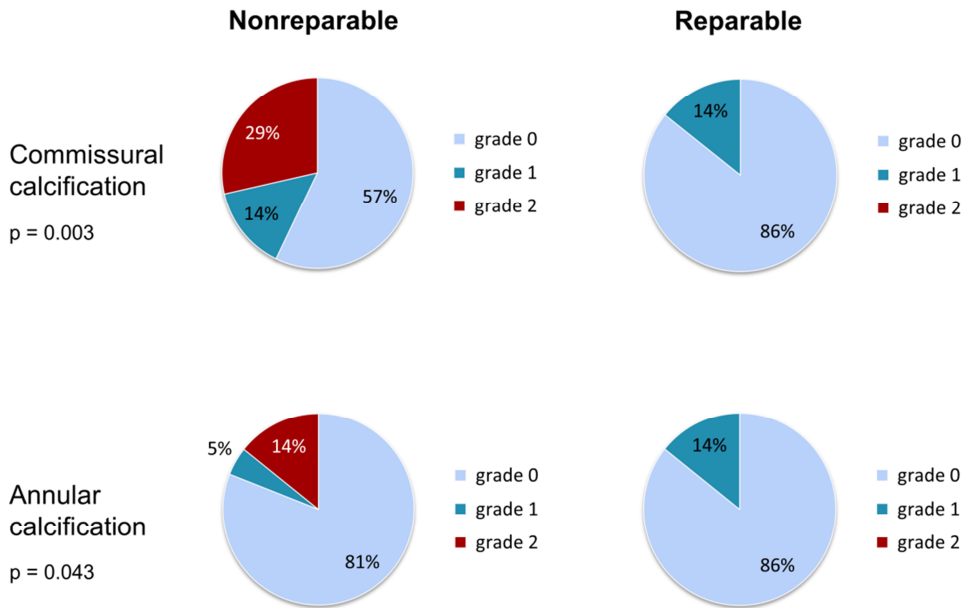 Nonreparable
Reparable
Commissural
calcification
p = 0.003
29%
14%
57%
grade 0
grade 1
grade 2
14%
86%
grade 0
grade 1
grade 2
Annular
calcification
p = 0.043
5%
14%
81%
grade 0
grade 1
grade 2
14%
86%
grade 0
grade 1
grade 2